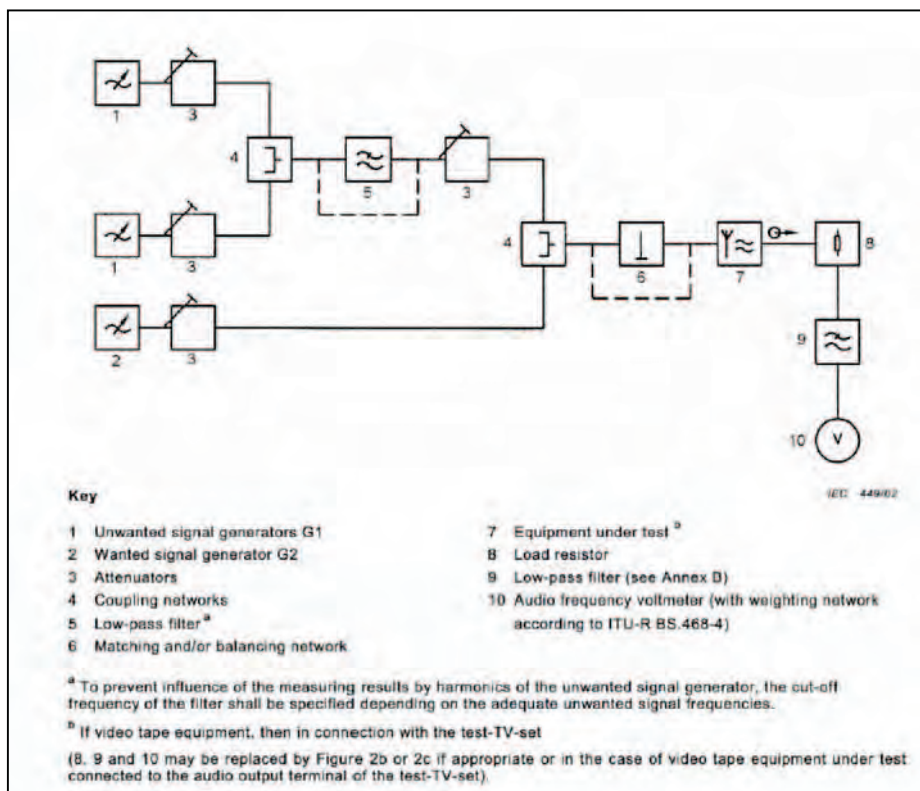 1 3
4
5 3
1 3
4
6 7 8
2 3
9
10 V
Key
IEC 449/02
1 Unwanted signal generators G1
2 Wanted signal generator G2
3 Attenuators
4 Coupling networks
5 Low-pass filter a
6 Matching and/or balancing network
7 Equipment under test b
8 Load resistor
9 Low-pass filter (see Annex D)
10 Audio frequency voltmeter (with weighting network
according to ITU-R BS.468-4)
a To prevent influence of the measuring results by harmonics of the unwanted signal generator, the cut-off
frequency of the filter shall be specified depending on the adequate unwanted signal frequencies.
b If video tape equipment, then in connection with the test-TV-set
(8, 9 and 10 may be replaced by Figure 2b or 2c if appropriate or in the case of video tape equipment under test
connected to the audio output terminal of the test-TV-set).